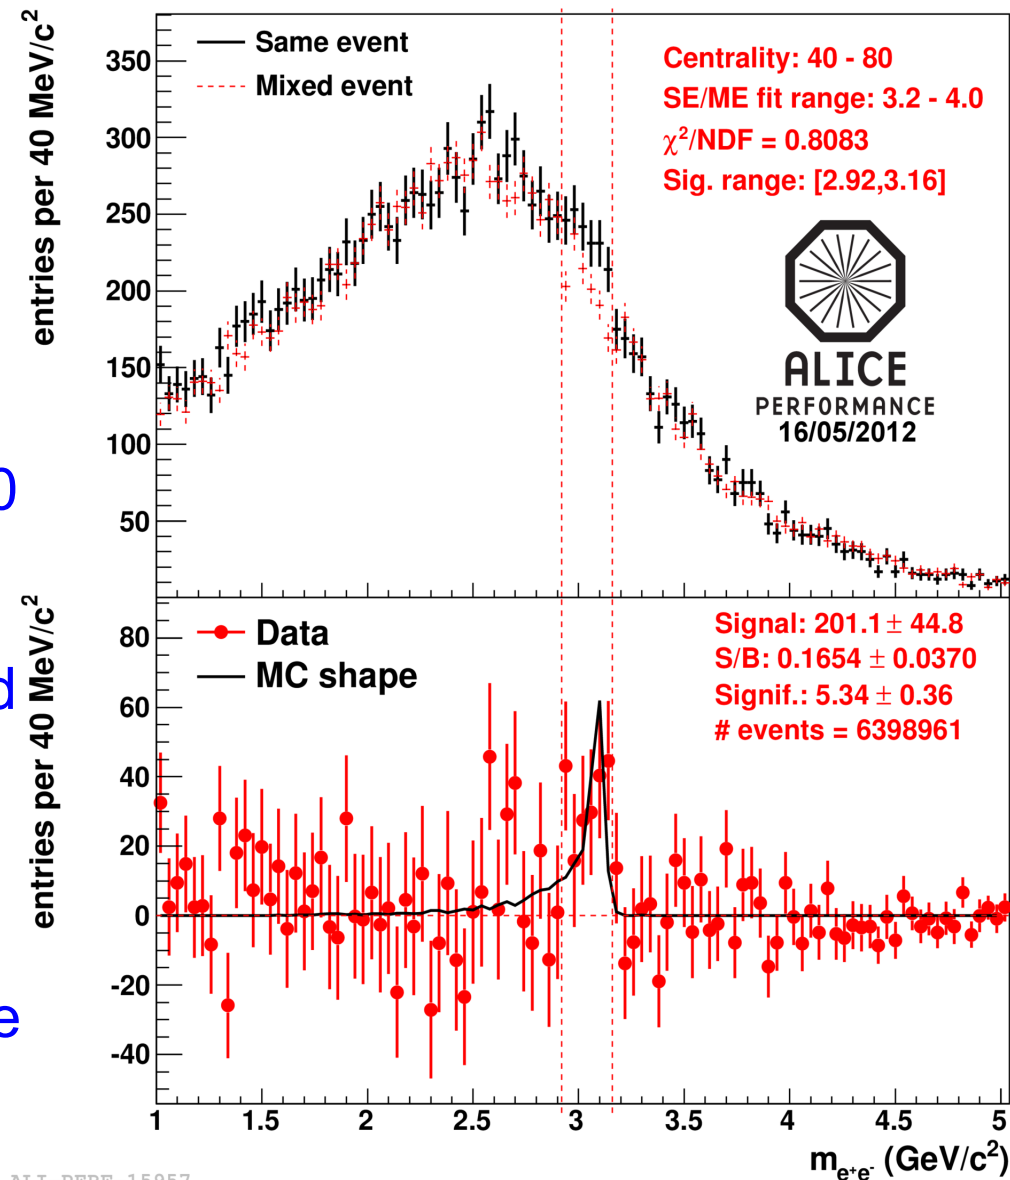 entries per 40 MeV/c²
350
300
250
200
150
100
50
Same event
Mixed event
Centrality: 40 - 80
SE/ME fit range: 3.2 - 4.0
χ²/NDF = 0.8083
Sig. range: [2.92,3.16]
ALICE
PERFORMANCE
16/05/2012
0
d
e
entries per 40 MeV/c²
80
60
40
20
0
-20
-40
Data
MC shape
Signal: 201.1 ± 44.8
S/B: 0.1654 ± 0.0370
Signif.: 5.34 ± 0.36
# events = 6398961
1 1.5 2 2.5 3 3.5 4 4.5 5
m_e⁺e⁻ (GeV/c²)